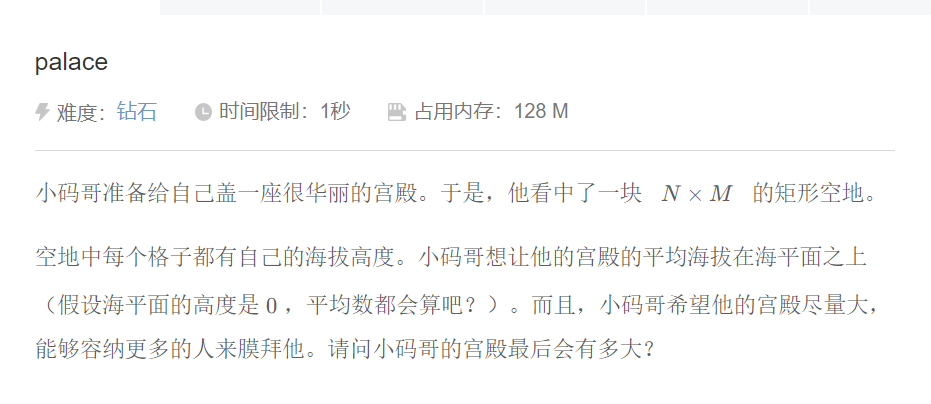 palace
难度：钻石 时间限制：1秒 占用内存：128 M
小码哥准备给自己盖一座很华丽的宫殿。于是，他看中了一块 N × M 的矩形空地。
空地中每个格子都有自己的海拔高度。小码哥想让他的宫殿的平均海拔在海平面之上
（假设海平面的高度是 0 ，平均数都会算吧？）。而且，小码哥希望他的宫殿尽量大，
能够容纳更多的人来膜拜他。请问小码哥的宫殿最后会有多大？